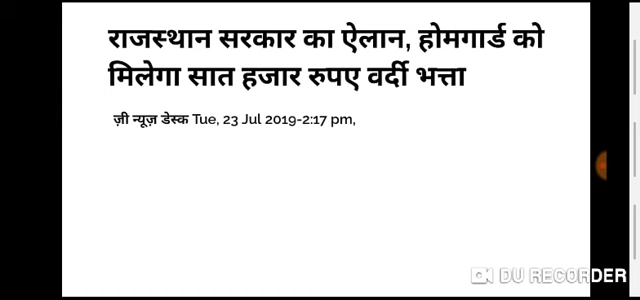 राजस्थान सरकार का ऐलान, होमगार्ड को
मिलेगा सात हजार रुपए वर्दी भत्ता
ज़ी न्यूज़ डेस्क Tue, 23 Jul 2019-2:17 pm,
DU RECORDER